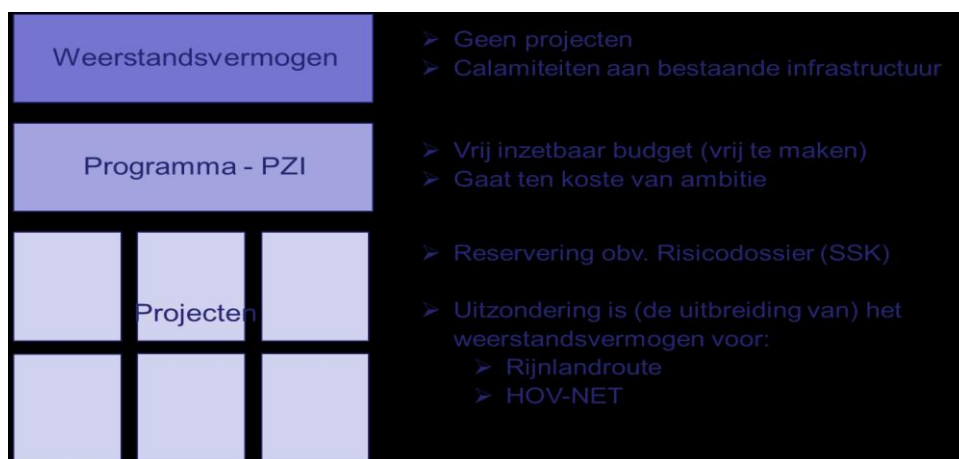 Weerstandsvermogen
➢ Geen projecten
➢ Calamiteiten aan bestaande infrastructuur
Programma - PZI
➢ Vrij inzetbaar budget (vrij te maken)
➢ Gaat ten koste van ambitie
Projecten
➢ Reservering obv. Risicodossier (SSK)
➢ Uitzondering is (de uitbreiding van) het
weerstandsvermogen voor:
➢ Rijnlandroute
➢ HOV-NET